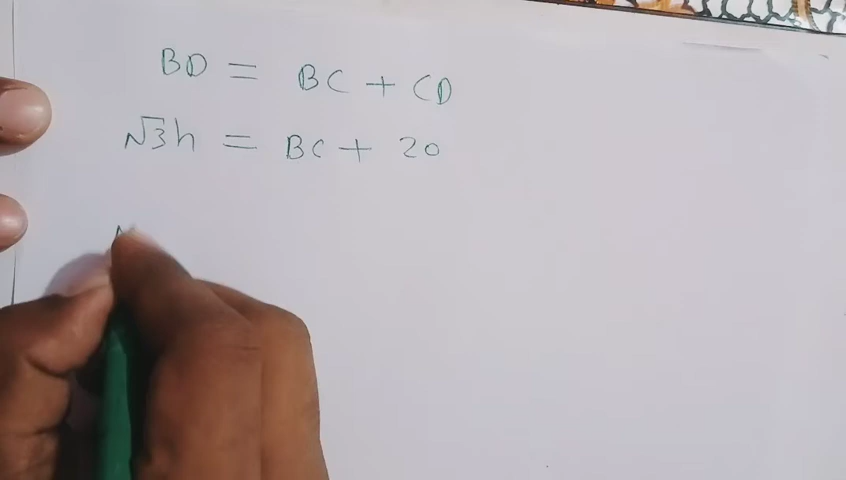 BD = BC + CD
√3h = BC + 20